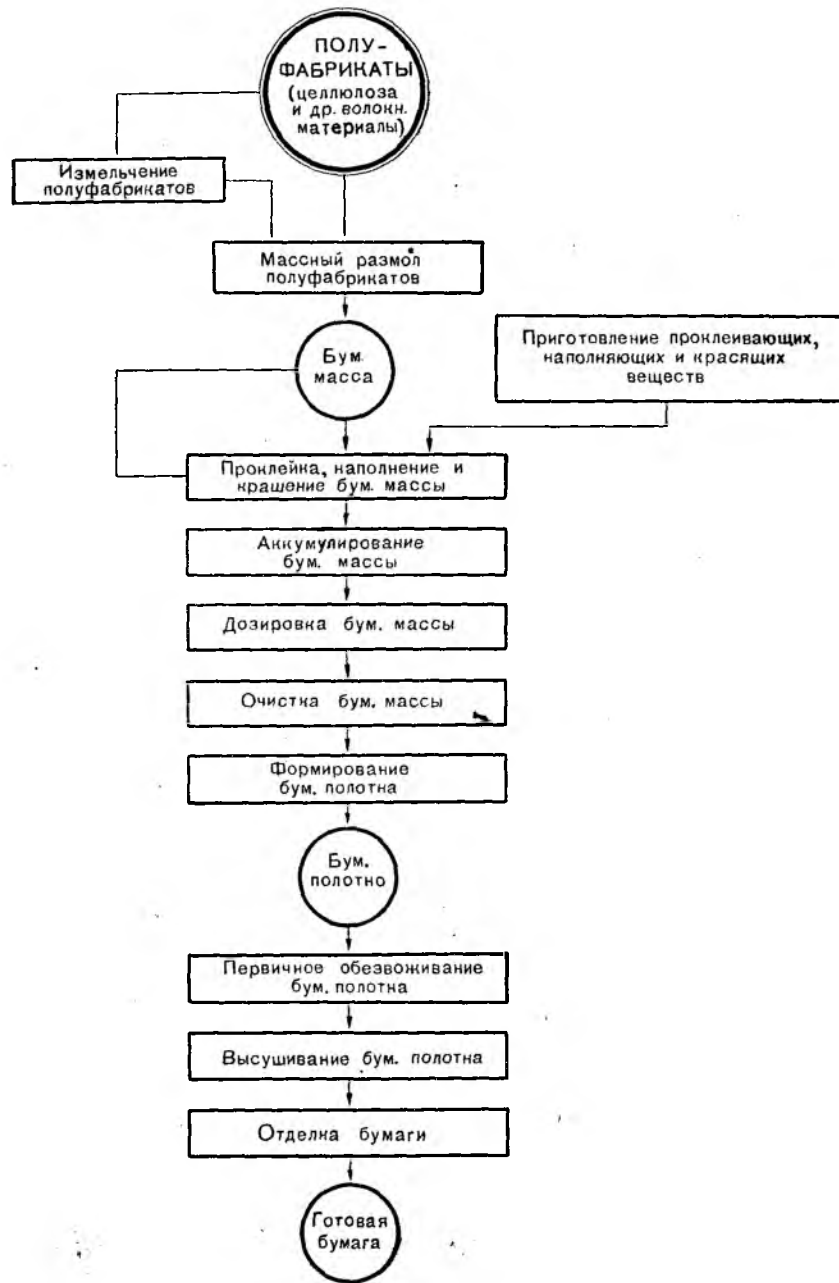 ПОЛУ-
ФАБРИКАТЫ
(целлюлоза
и др. волокн.
материалы)
Измельчение
полуфабрикатов
Массный размол
полуфабрикатов
Бум.
масса
Приготовление проклеивающих,
наполняющих и красящих
веществ
Проклейка, наполнение и
крашение бум. массы
Аккумулирование
бум. массы
Дозировка бум. массы
Очистка бум. массы
Формирование
бум. полотна
Бум.
полотно
Первичное обезвоживание
бум. полотна
Высушивание бум. полотна
Отделка бумаги
Готовая
бумага